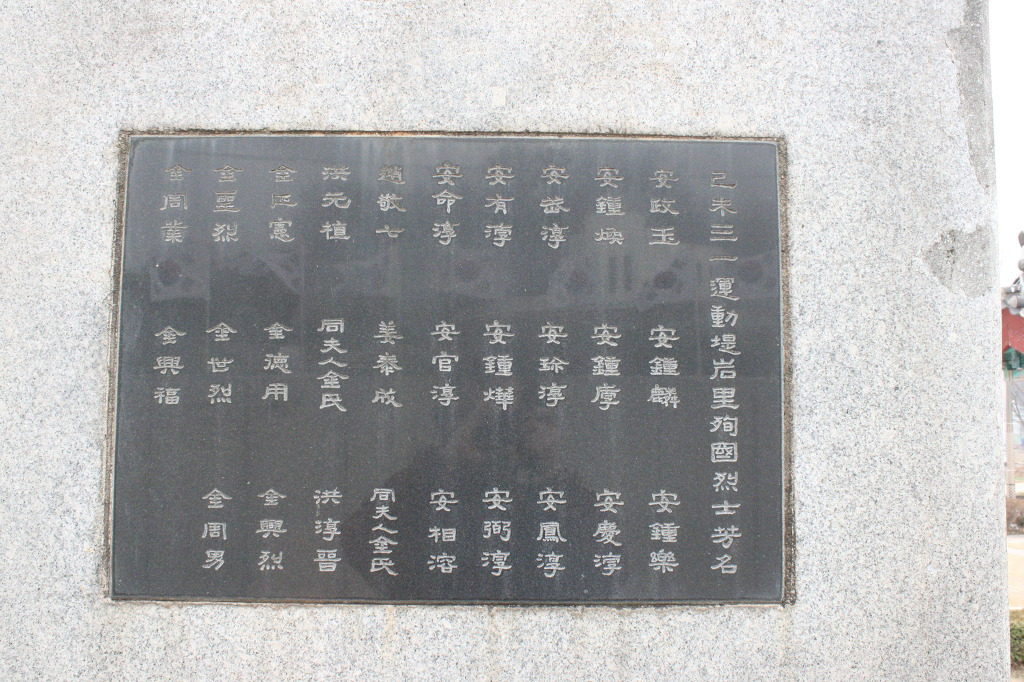 己未三一運動堤岩里殉國烈士芳名
安政玉 安鍾麟 安鍾樂
安鍾煥 安鍾厚 安慶淳
安武淳 安珍淳 安鳳淳
安有淳 安鍾燁 安弼淳
安命淳 安官淳 安相溶
趙敬七 姜泰成 同夫人金氏
洪元植 同夫人金氏 洪淳晋
金正憲 金德用 金興烈
金聖烈 金世烈 金周男
金周業 金興福